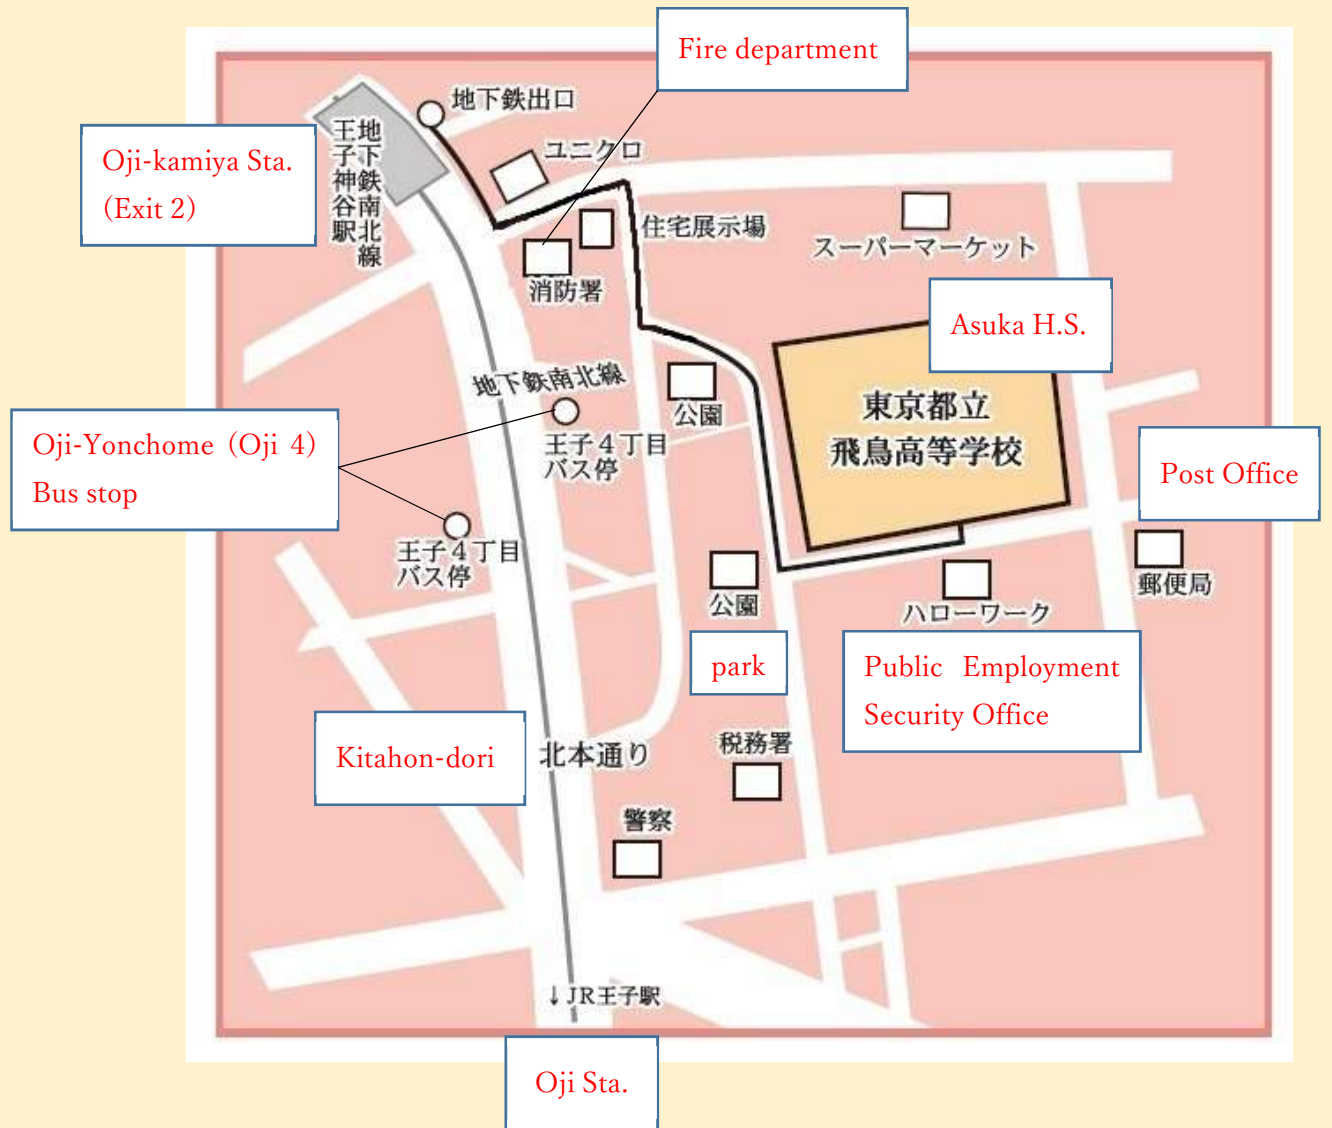 Fire department
地下鉄出口
Oji-kamiya Sta.
(Exit 2)
地下鉄南北線
王子神谷駅
ユニクロ
住宅展示場
スーパーマーケット
消防署
Asuka H.S.
地下鉄南北線
公園
東京都立
飛鳥高等学校
Oji-Yonchome (Oji 4)
Bus stop
王子4丁目
バス停
Post Office
王子4丁目
バス停
公園
ハローワーク
郵便局
park
Public Employment
Security Office
Kitahon-dori
北本通り
税務署
警察
↓JR王子駅
Oji Sta.